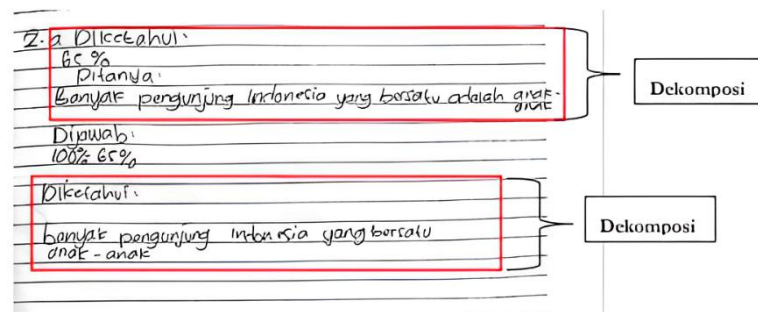 2. a Diketahui:
65 %
Ditanya:
Banyak pengunjung Indonesia yang bersatu adalah anak-
anak
Dekomposi
Dijawab:
100% 65%
Diketahui:
banyak pengunjung indonesia yang bersatu
anak - anak
Dekomposi